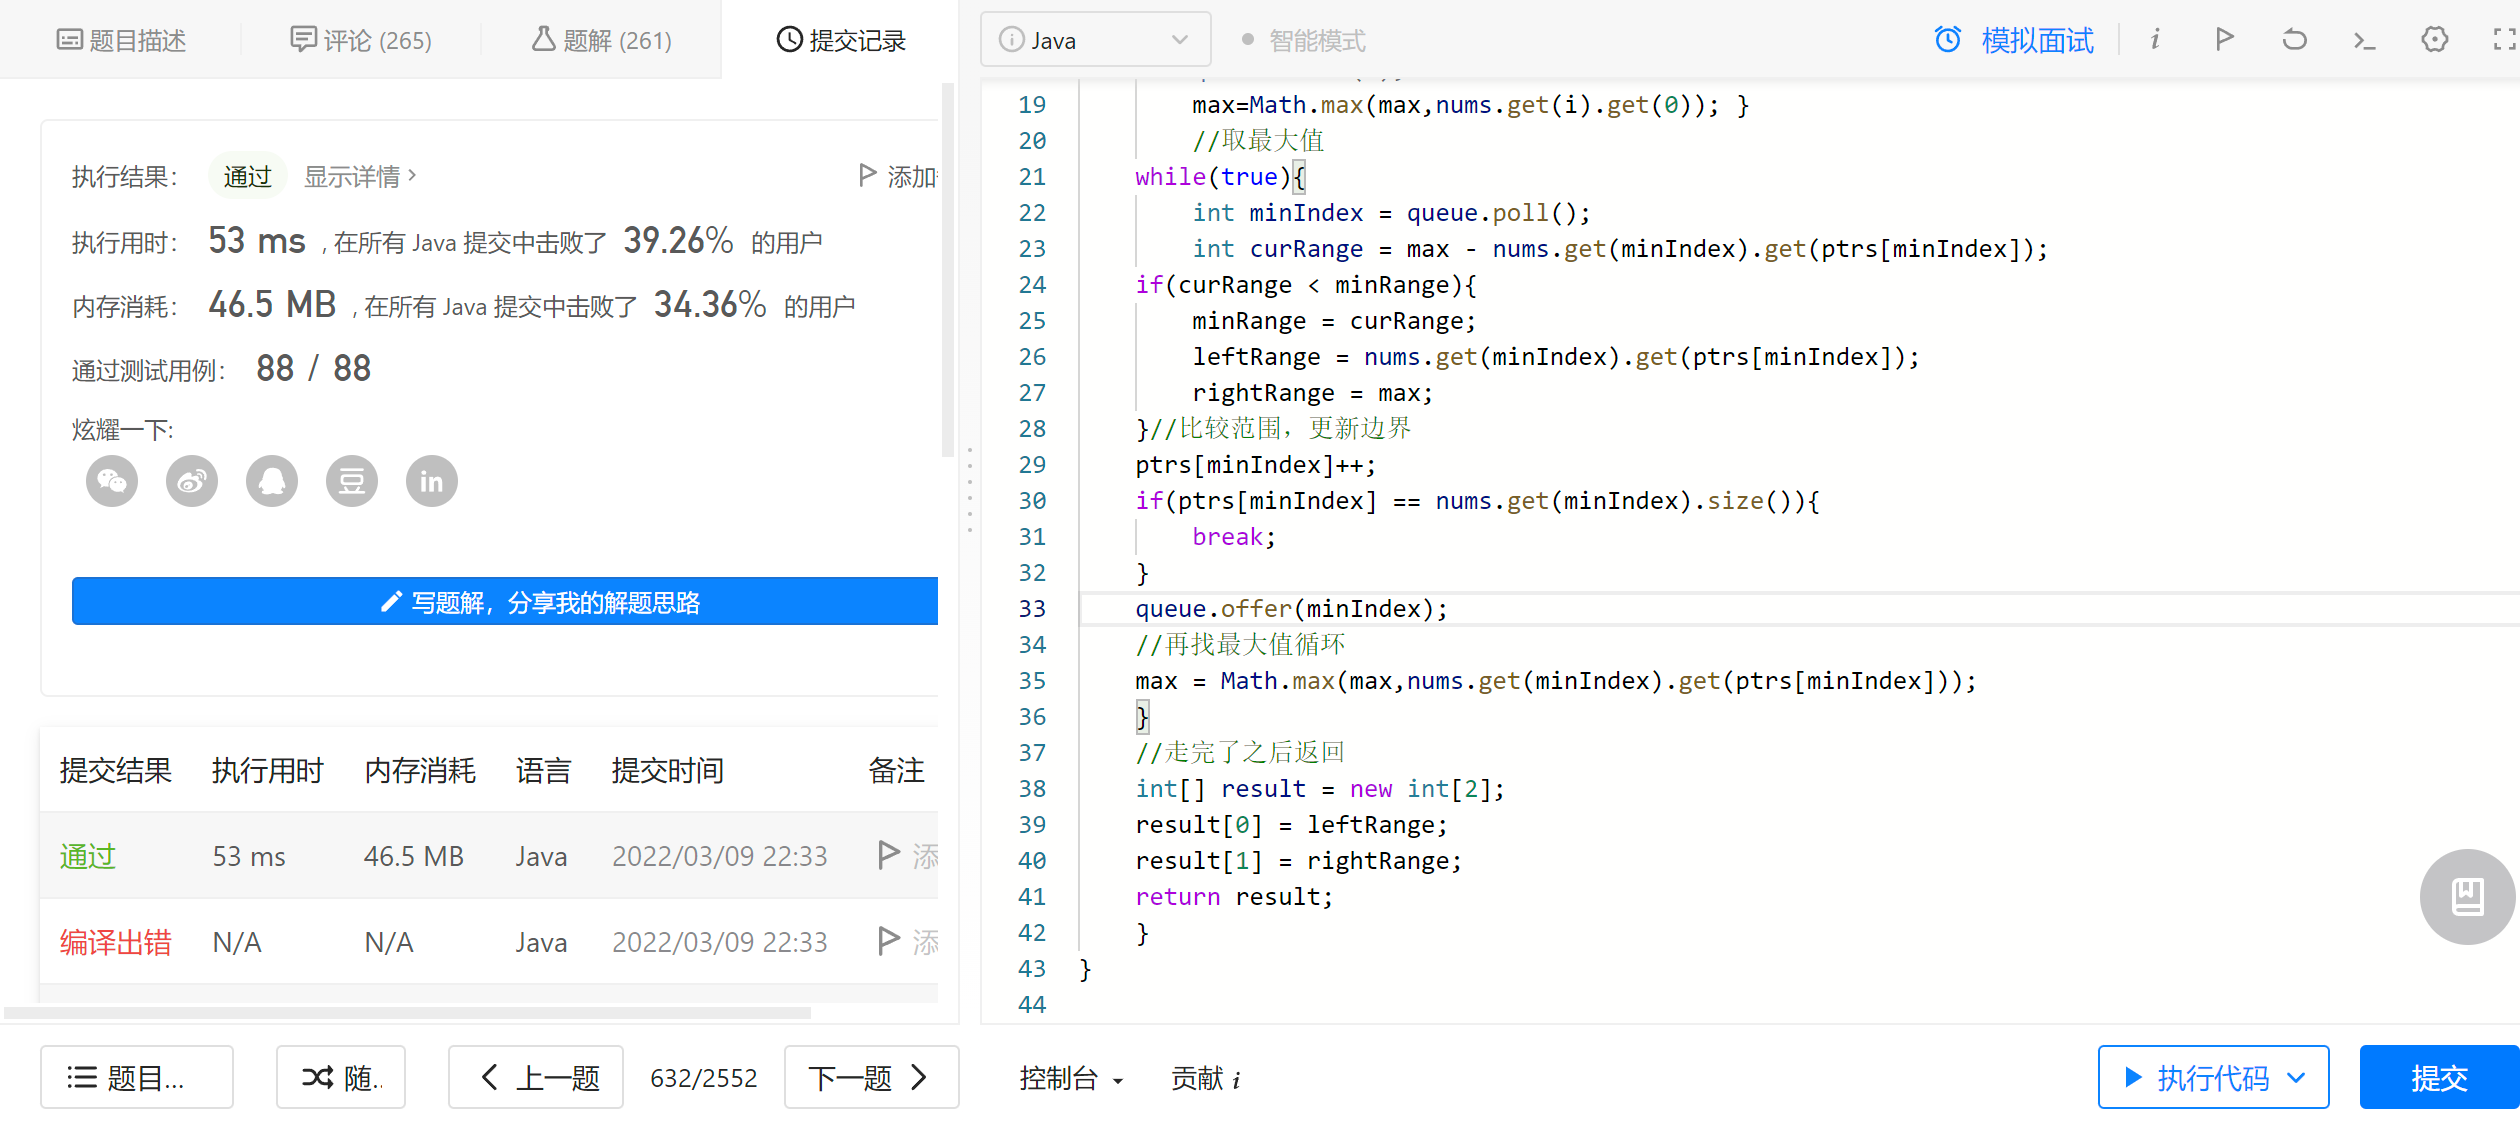 题目描述
评论 (265)
题解 (261)
提交记录
Java
智能模式
模拟面试
执行结果：
通过
显示详情 >
添加
执行用时： 53 ms , 在所有 Java 提交中击败了 39.26% 的用户
内存消耗： 46.5 MB , 在所有 Java 提交中击败了 34.36% 的用户
通过测试用例： 88 / 88
炫耀一下:
写题解，分享我的解题思路
提交结果 执行用时 内存消耗 语言 提交时间 备注
通过 53 ms 46.5 MB Java 2022/03/09 22:33 添
编译出错 N/A N/A Java 2022/03/09 22:33 添
19 max=Math.max(max,nums.get(i).get(0)); }
20 //取最大值
21 while(true){
22 int minIndex = queue.poll();
23 int curRange = max - nums.get(minIndex).get(ptrs[minIndex]);
24 if(curRange < minRange){
25 minRange = curRange;
26 leftRange = nums.get(minIndex).get(ptrs[minIndex]);
27 rightRange = max;
28 }//比较范围，更新边界
29 ptrs[minIndex]++;
30 if(ptrs[minIndex] == nums.get(minIndex).size()){
31 break;
32 }
33 queue.offer(minIndex);
34 //再找最大值循环
35 max = Math.max(max,nums.get(minIndex).get(ptrs[minIndex]));
36 }
37 //走完了之后返回
38 int[] result = new int[2];
39 result[0] = leftRange;
40 result[1] = rightRange;
41 return result;
42 }
43 }
44
题目...
随..
上一题
632/2552
下一题
控制台
贡献 i
执行代码
提交